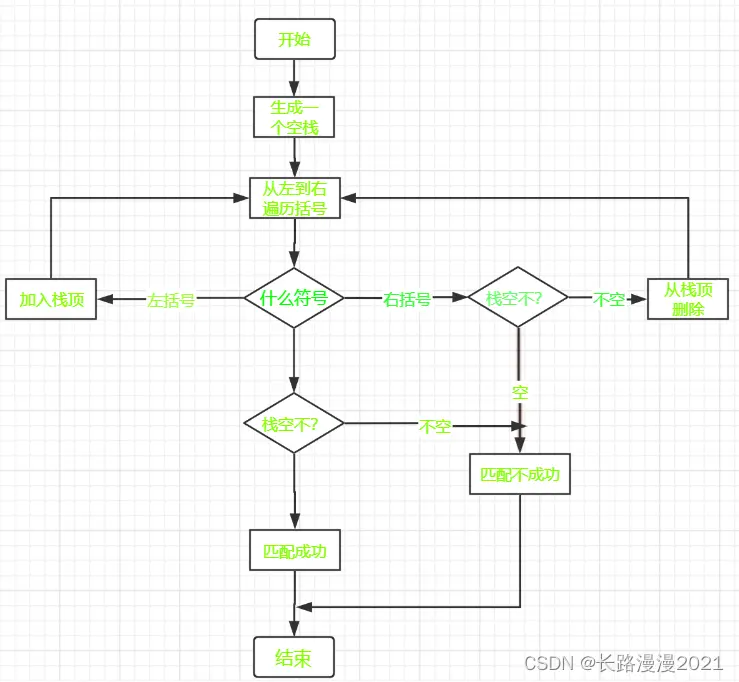 开始
生成一
个空栈
从左到右
遍历括号
加入栈顶
左括号
什么符号
右括号
栈空不?
不空
从栈顶
删除
空
栈空不?
不空
匹配不成功
匹配成功
结束
CSDN @长路漫漫2021